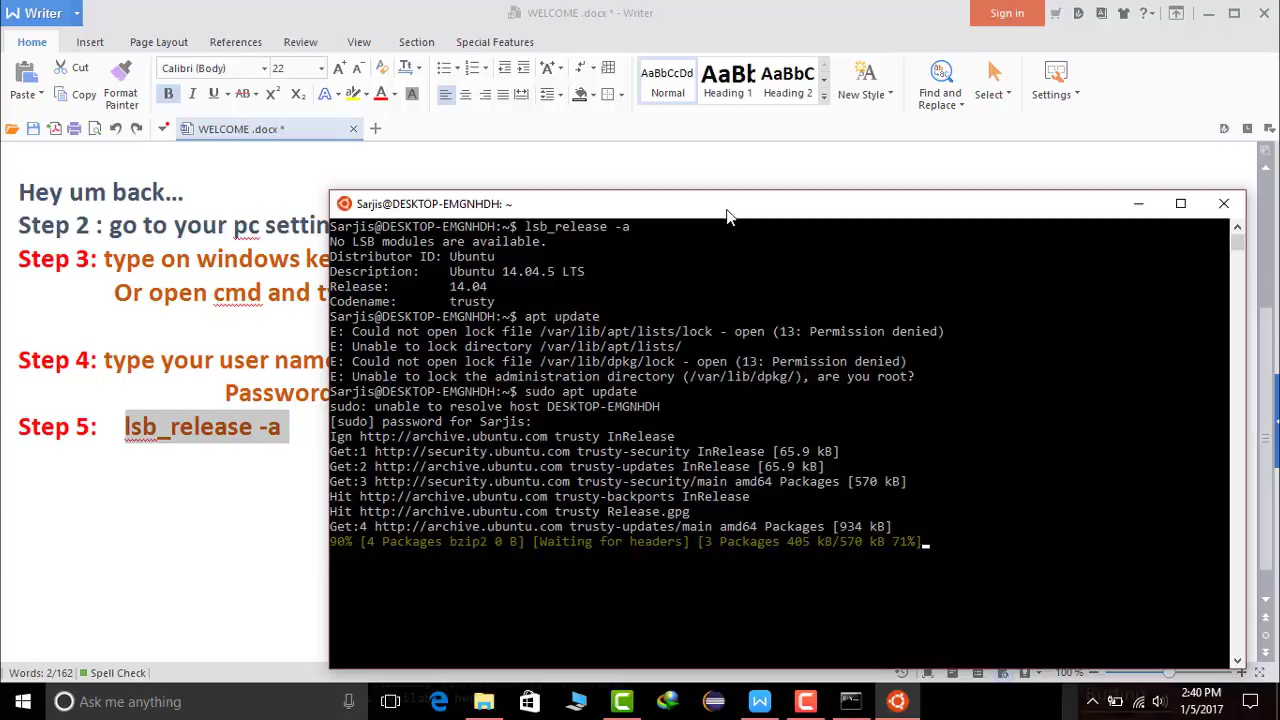 Writer
WELCOME .docx * - Writer
Sign in
Home Insert Page Layout References Review View Section Special Features
Paste Cut Copy Format Painter
Calibri (Body) 22
AaBbCcDd Normal
AaBb Heading 1
AaBbC Heading 2
New Style Find and Replace Select Settings
WELCOME .docx *
Hey um back...
Step 2 : go to your pc settin
Step 3: type on windows ke
Or open cmd and t
Step 4: type your user name
Password
Step 5: lsb_release -a
Sarjis@DESKTOP-EMGNHDH: ~
Sarjis@DESKTOP-EMGNHDH:~$ lsb_release -a
No LSB modules are available.
Distributor ID: Ubuntu
Description: Ubuntu 14.04.5 LTS
Release: 14.04
Codename: trusty
Sarjis@DESKTOP-EMGNHDH:~$ apt update
E: Could not open lock file /var/lib/apt/lists/lock - open (13: Permission denied)
E: Unable to lock directory /var/lib/apt/lists/
E: Could not open lock file /var/lib/dpkg/lock - open (13: Permission denied)
E: Unable to lock the administration directory (/var/lib/dpkg/), are you root?
Sarjis@DESKTOP-EMGNHDH:~$ sudo apt update
sudo: unable to resolve host DESKTOP-EMGNHDH
[sudo] password for Sarjis:
Ign http://archive.ubuntu.com trusty InRelease
Get:1 http://security.ubuntu.com trusty-security InRelease [65.9 kB]
Get:2 http://archive.ubuntu.com trusty-updates InRelease [65.9 kB]
Get:3 http://security.ubuntu.com trusty-security/main amd64 Packages [570 kB]
Hit http://archive.ubuntu.com trusty-backports InRelease
Hit http://archive.ubuntu.com trusty Release.gpg
Get:4 http://archive.ubuntu.com trusty-updates/main amd64 Packages [934 kB]
90% [4 Packages bzip2 0 B] [Waiting for headers] [3 Packages 405 kB/570 kB 71%]
Words: 2/162 Spell Check 100 %
Ask me anything
2:40 PM
1/5/2017